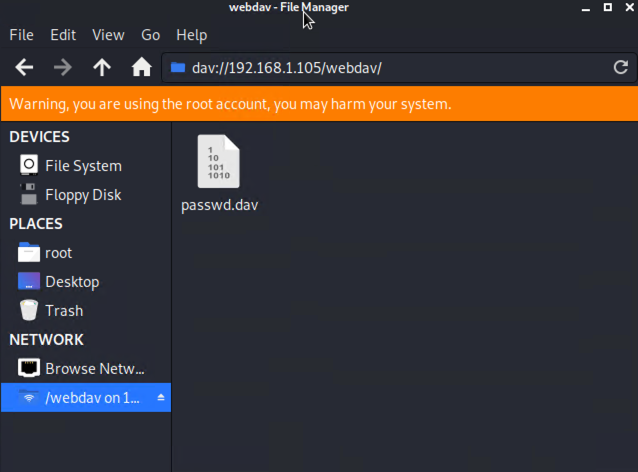 webdav - File Manager
File Edit View Go Help
dav://192.168.1.105/webdav/
Warning, you are using the root account, you may harm your system.
DEVICES
File System
Floppy Disk
PLACES
root
Desktop
Trash
NETWORK
Browse Netw...
/webdav on 1...
1
10
101
1010
passwd.dav